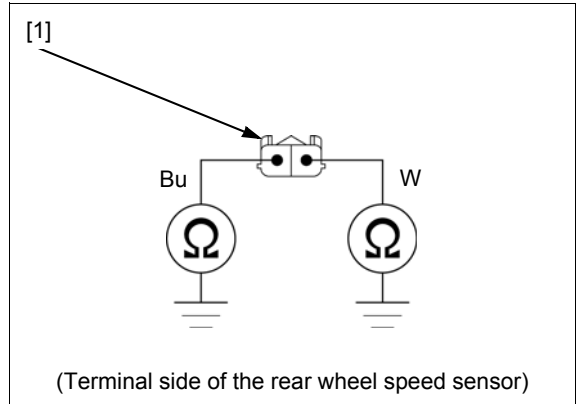 [1]
Bu
W
Ω
Ω
(Terminal side of the rear wheel speed sensor)